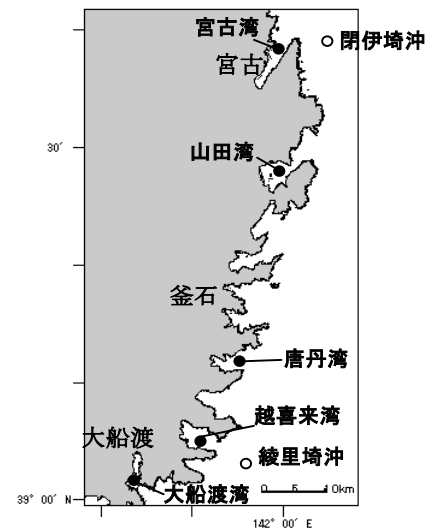 宮古湾
閉伊埼沖
宮古
30'
山田湾
釜石
唐丹湾
越喜来湾
大船渡
綾里埼沖
大船渡湾
0 5 10km
39° 00' N
142° 00' E